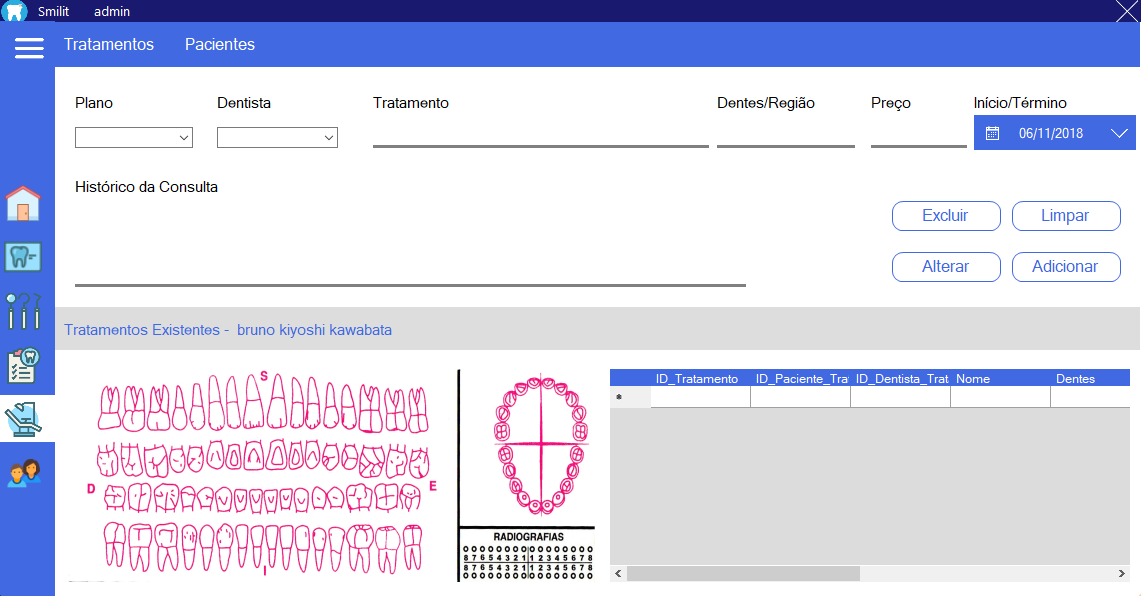 Smilit admin
Tratamentos Pacientes
Plano Dentista Tratamento Dentes/Região Preço Início/Término
06/11/2018
Histórico da Consulta
Excluir Limpar
Alterar Adicionar
Tratamentos Existentes - bruno kiyoshi kawabata
ID_Tratamento ID_Paciente_Trat ID_Dentista_Trat Nome Dentes
S
D E
I
RADIOGRAFIAS
8 7 6 5 4 3 2 1 1 2 3 4 5 6 7 8
8 7 6 5 4 3 2 1 1 2 3 4 5 6 7 8